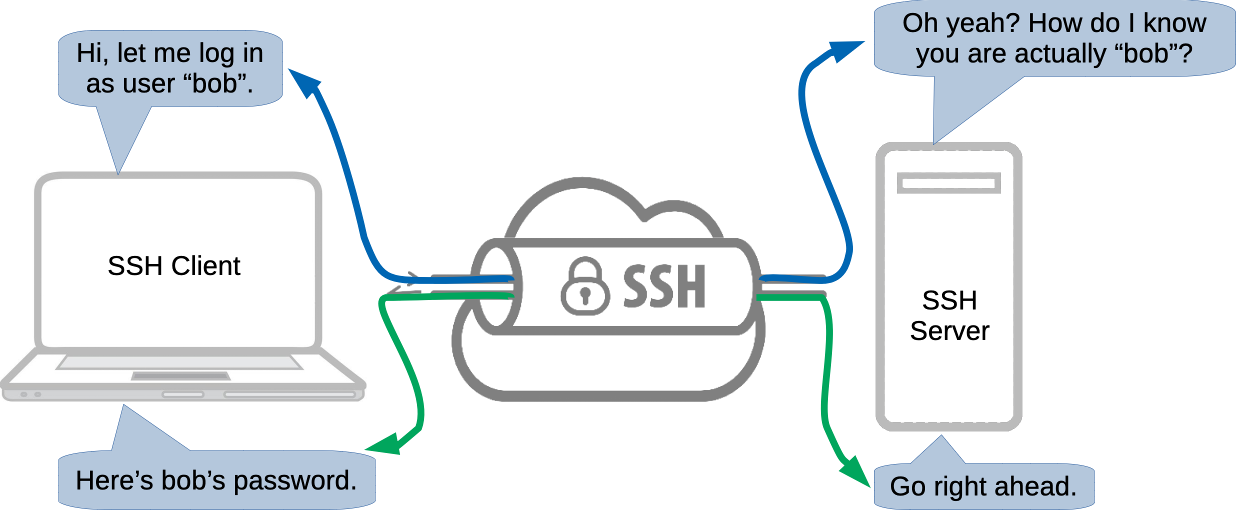 Hi, let me log in
as user “bob”.
Oh yeah? How do I know
you are actually “bob”?
SSH Client
SSH
SSH
Server
Here’s bob’s password.
Go right ahead.